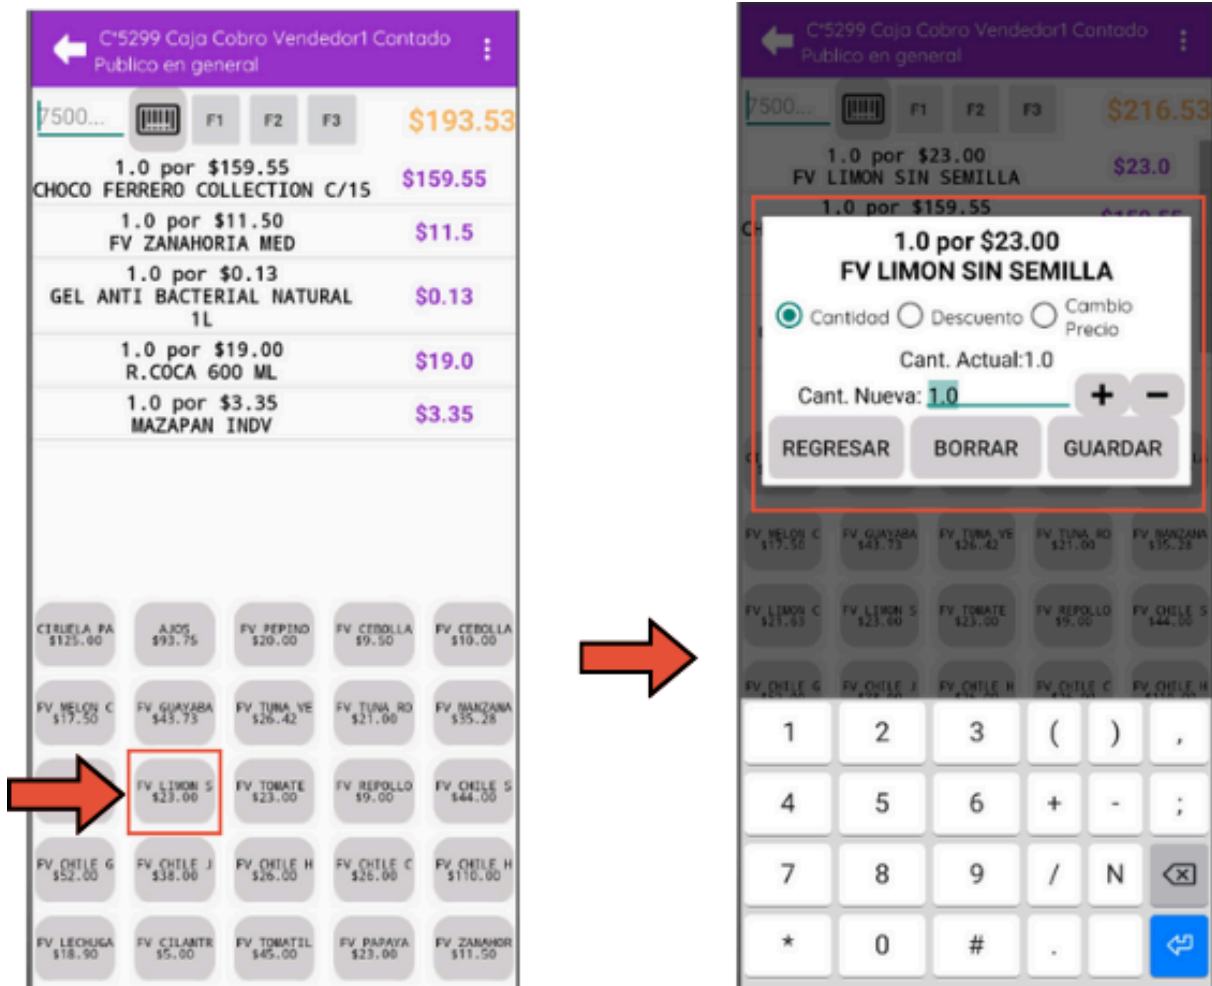 C*5299 Caja Cobro Vendedor1 Contado
Publico en general
7500...
F1 F2 F3
$193.53
1.0 por $159.55
CHOCO FERRERO COLLECTION C/15
$159.55
1.0 por $11.50
FV ZANAHORIA MED
$11.5
1.0 por $0.13
GEL ANTI BACTERIAL NATURAL
1L
$0.13
1.0 por $19.00
R.COCA 600 ML
$19.0
1.0 por $3.35
MAZAPAN INDV
$3.35
CIRUELA PA AJOS FV PEPINO FV CEBOLLA FV CEBOLLA
$125.00 $93.75 $20.00 $9.50 $10.00
FV MELON C FV GUAYABA FV TUNA VE FV TUNA RO FV MANZANA
$17.50 $43.73 $26.42 $21.00 $35.28
FV LIMON S FV TOMATE FV REPOLLO FV CHILE S
$23.00 $23.00 $9.00 $44.00
FV CHILE G FV CHILE J FV CHILE H FV CHILE C FV CHILE H
$52.00 $38.00 $26.00 $26.00 $110.00
FV LECHUGA FV CILANTR FV TOMATIL FV PAPAYA FV ZANAHOR
$18.90 $5.00 $45.00 $23.00 $11.50
C*5299 Caja Cobro Vendedor1 Contado
Publico en general
7500...
F1 F2 F3
$216.53
1.0 por $23.00
FV LIMON SIN SEMILLA
$23.0
1.0 por $159.55
1.0 por $23.00
FV LIMON SIN SEMILLA
Cantidad Descuento Cambio
Precio
Cant. Actual:1.0
Cant. Nueva: 1.0 + −
REGRESAR BORRAR GUARDAR
FV MELON C FV GUAYABA FV TUNA VE FV TUNA RO FV MANZANA
$17.50 $43.73 $26.42 $21.00 $35.28
FV LIMON C FV LIMON S FV TOMATE FV REPOLLO FV CHILE S
$21.63 $23.00 $23.00 $9.00 $44.00
FV CHILE G FV CHILE J FV CHILE H FV CHILE C FV CHILE H
1 2 3 ( ) ,
4 5 6 + - ;
7 8 9 / N
* 0 # .